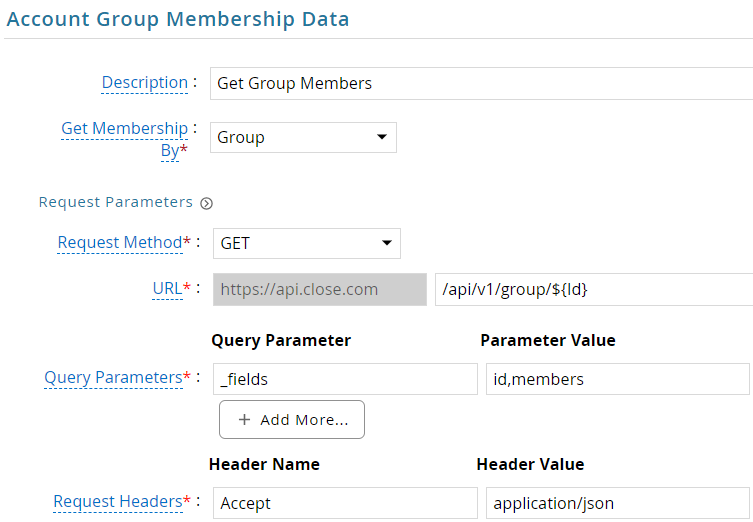 Account Group Membership Data
Description : Get Group Members
Get Membership : Group
By*
Request Parameters
Request Method* : GET
URL* : https://api.close.com /api/v1/group/${Id}
Query Parameter Parameter Value
Query Parameters* : _fields id,members
+ Add More...
Header Name Header Value
Request Headers* : Accept application/json